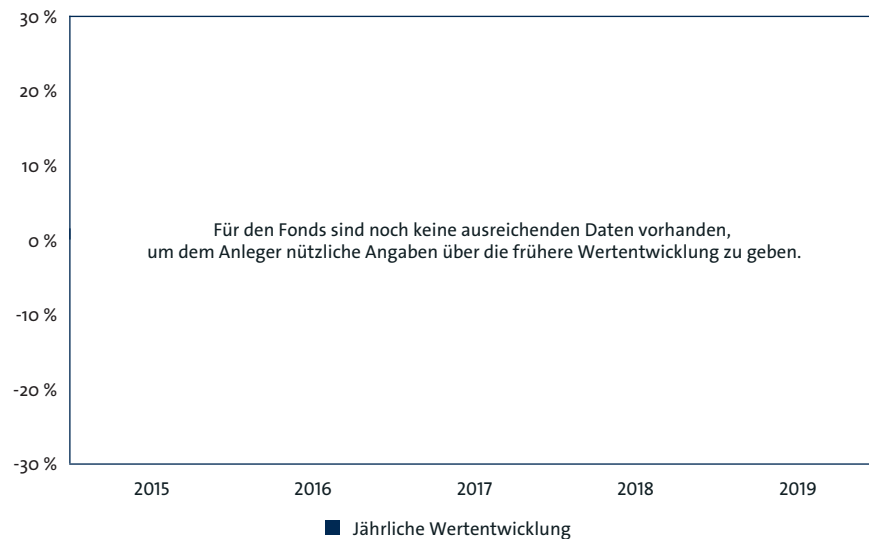 30 %
20 %
10 %
Für den Fonds sind noch keine ausreichenden Daten vorhanden,
0 %
um dem Anleger nützliche Angaben über die frühere Wertentwicklung zu geben.
-10 %
-20 %
-30 %
2015 2016 2017 2018 2019
Jährliche Wertentwicklung